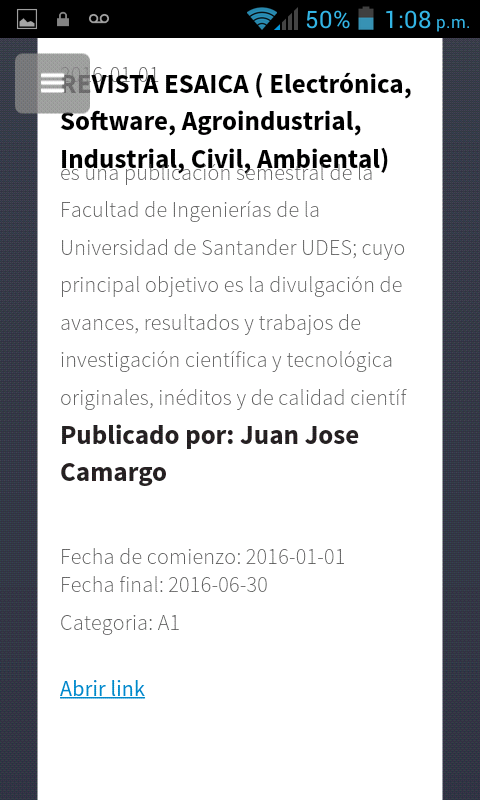 50% 1:08 p.m.
2016-01-01
REVISTA ESAICA ( Electrónica,
Software, Agroindustrial,
Industrial, Civil, Ambiental)
es una publicación semestral de la
Facultad de Ingenierías de la
Universidad de Santander UDES; cuyo
principal objetivo es la divulgación de
avances, resultados y trabajos de
investigación científica y tecnológica
originales, inéditos y de calidad científ
Publicado por: Juan Jose
Camargo
Fecha de comienzo: 2016-01-01
Fecha final: 2016-06-30
Categoria: A1
Abrir link